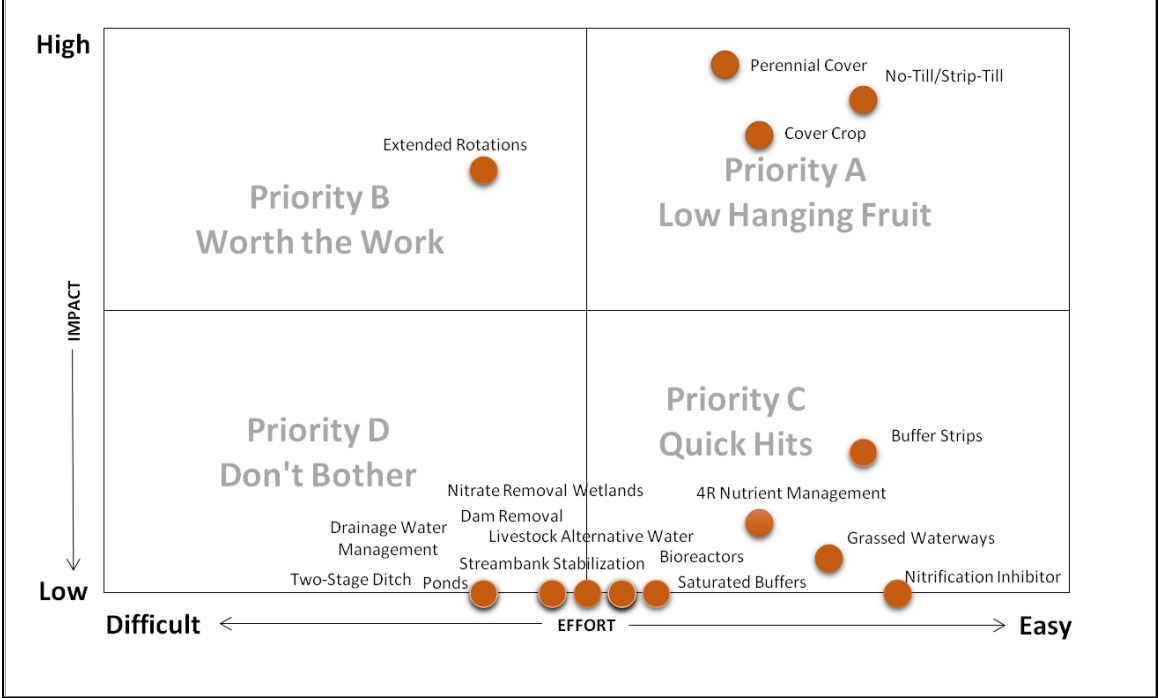 High
Perennial Cover
No-Till/Strip-Till
Cover Crop
Extended Rotations
Priority B
Worth the Work
Priority A
Low Hanging Fruit
IMPACT
Priority D
Don't Bother
Priority C
Quick Hits
Buffer Strips
Nitrate Removal Wetlands
4R Nutrient Management
Dam Removal
Drainage Water
Management
Livestock Alternative Water
Grassed Waterways
Bioreactors
Streambank Stabilization
Two-Stage Ditch
Ponds
Saturated Buffers
Nitrification Inhibitor
Low
Difficult
EFFORT
Easy